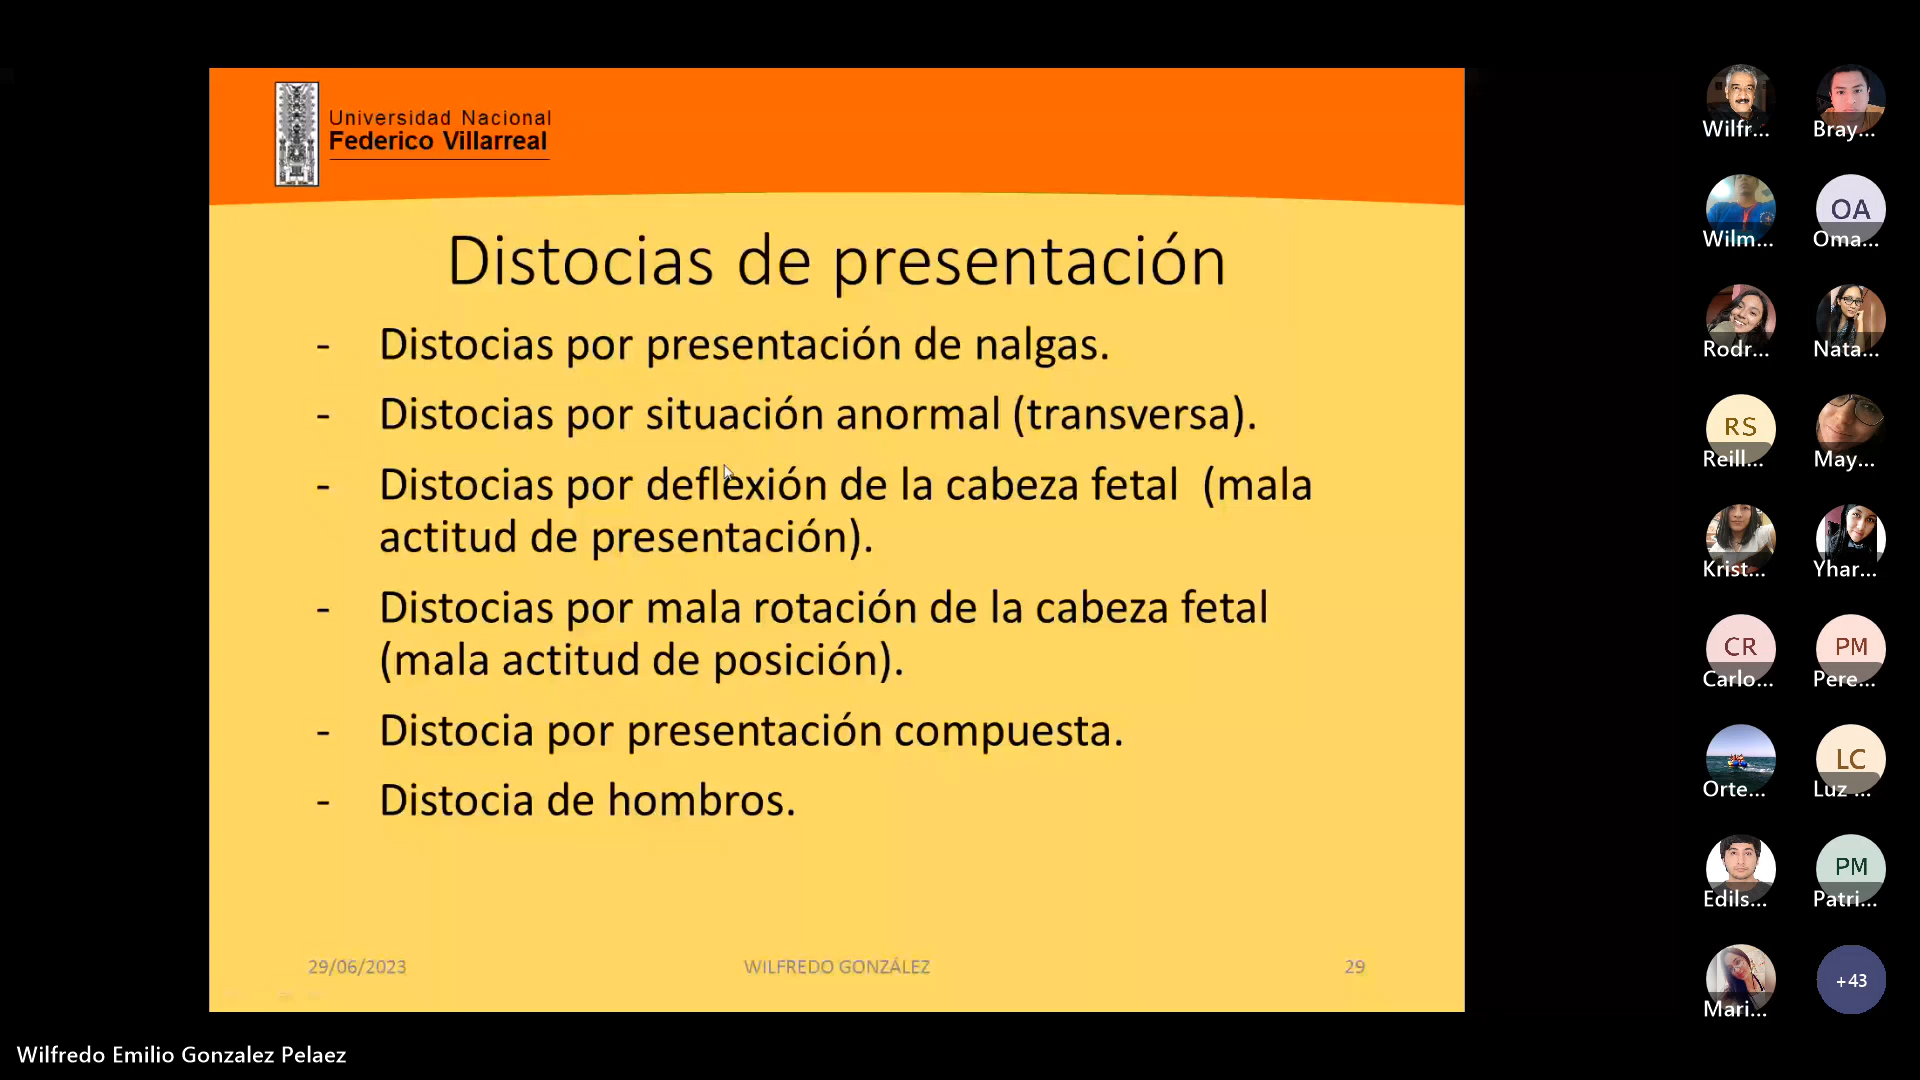 Universidad Nacional
Federico Villarreal
Distocias de presentación
- Distocias por presentación de nalgas.
- Distocias por situación anormal (transversa).
- Distocias por deflexión de la cabeza fetal (mala
actitud de presentación).
- Distocias por mala rotación de la cabeza fetal
(mala actitud de posición).
- Distocia por presentación compuesta.
- Distocia de hombros.
29/06/2023 WILFREDO GONZÁLEZ 29
Wilfr... Bray...
OA
Wilm... Oma...
Rodr... Nata...
RS
Reill... May...
Krist... Yhar...
CR PM
Carlo... Pere...
LC
Orte... Luz ...
PM
Edils... Patri...
+43
Mari...
Wilfredo Emilio Gonzalez Pelaez